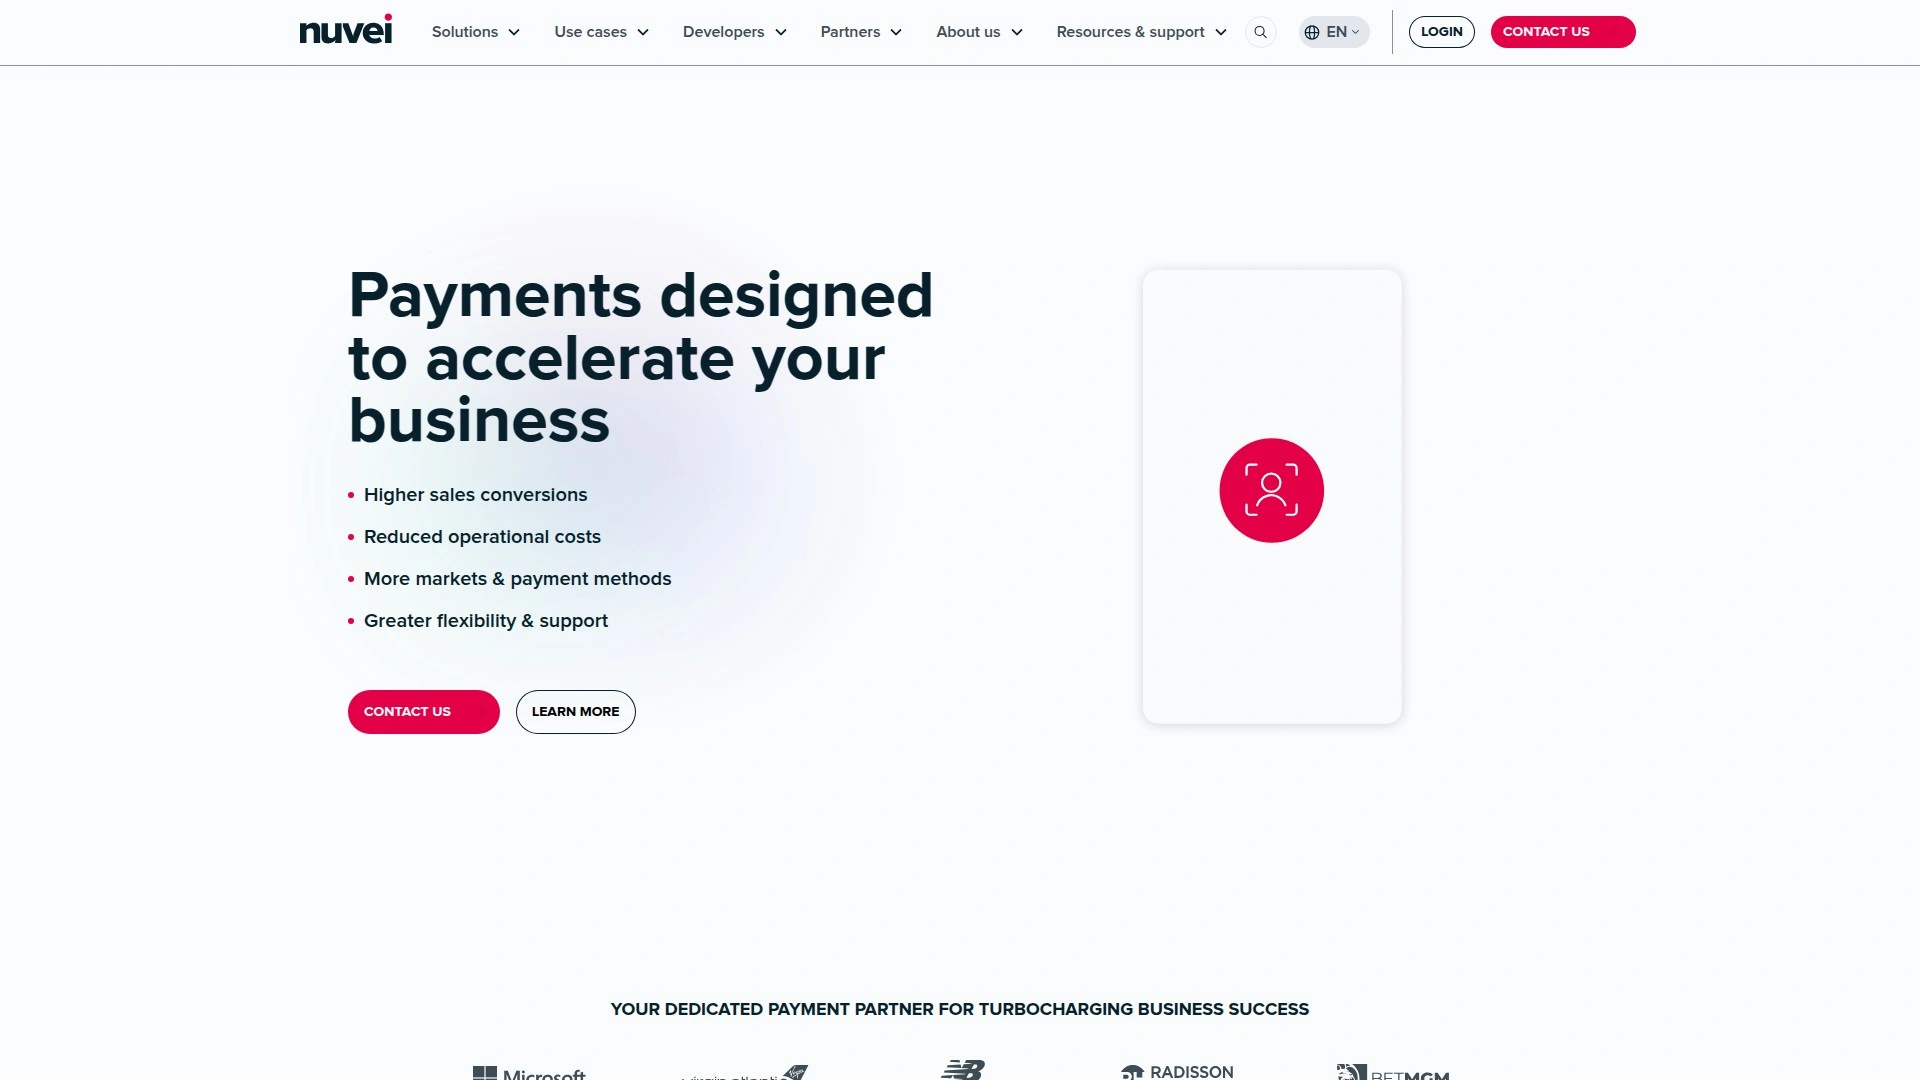 nuvei
Solutions
Use cases
Developers
Partners
About us
Resources & support
EN
LOGIN
CONTACT US
Payments designed
to accelerate your
business
Higher sales conversions
Reduced operational costs
More markets & payment methods
Greater flexibility & support
CONTACT US
LEARN MORE
YOUR DEDICATED PAYMENT PARTNER FOR TURBOCHARGING BUSINESS SUCCESS
Microsoft
virgin atlantic
RADISSON
BETMGM